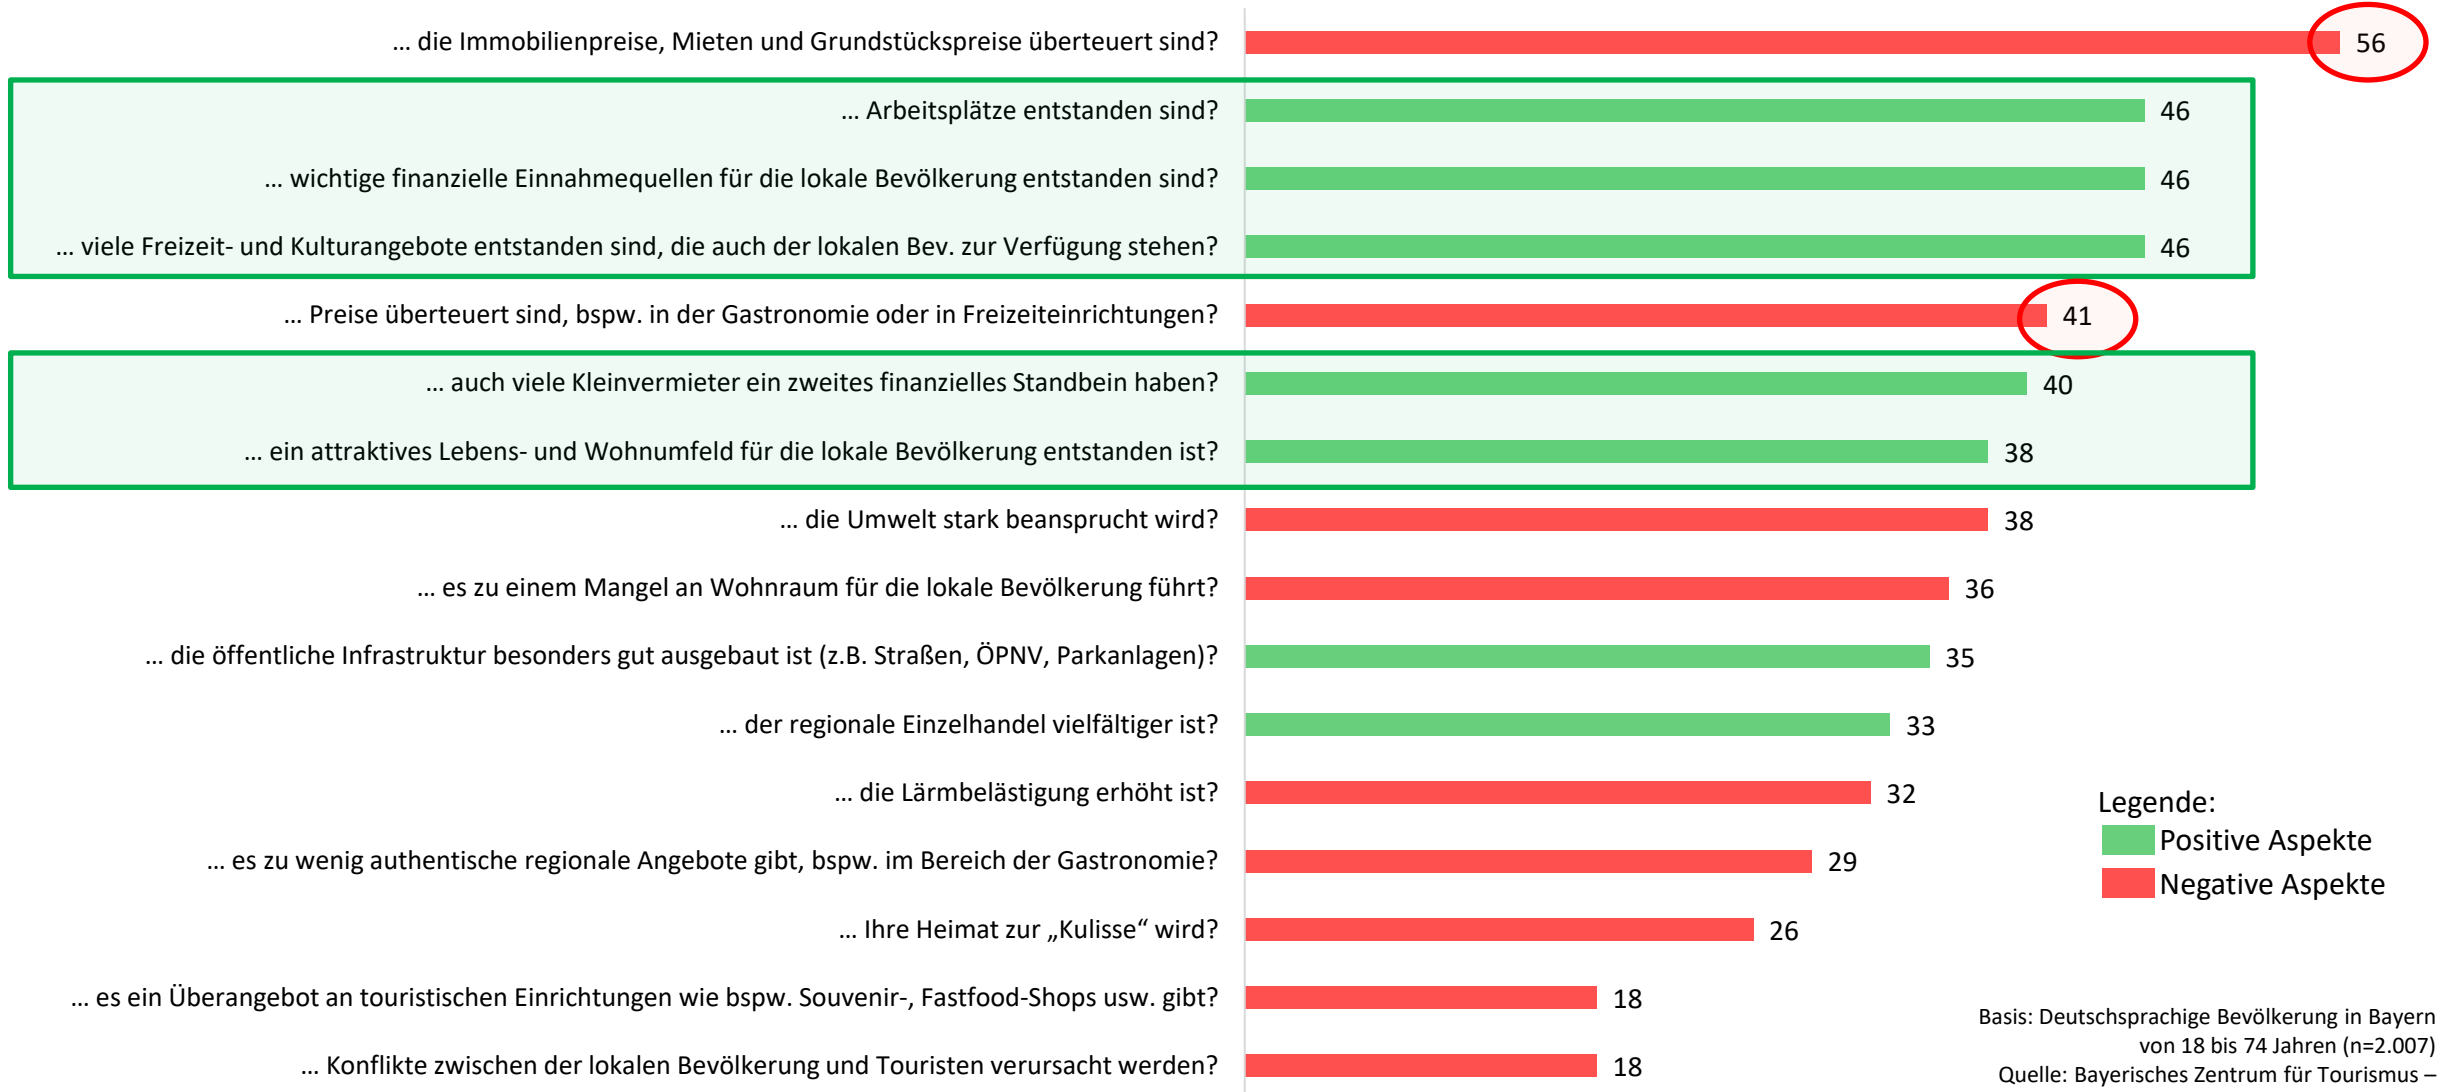 ... die Immobilienpreise, Mieten und Grundstückspreise überteuert sind? 56
... Arbeitsplätze entstanden sind? 46
... wichtige finanzielle Einnahmequellen für die lokale Bevölkerung entstanden sind? 46
... viele Freizeit- und Kulturangebote entstanden sind, die auch der lokalen Bev. zur Verfügung stehen? 46
... Preise überteuert sind, bspw. in der Gastronomie oder in Freizeiteinrichtungen? 41
... auch viele Kleinvermieter ein zweites finanzielles Standbein haben? 40
... ein attraktives Lebens- und Wohnumfeld für die lokale Bevölkerung entstanden ist? 38
... die Umwelt stark beansprucht wird? 38
... es zu einem Mangel an Wohnraum für die lokale Bevölkerung führt? 36
... die öffentliche Infrastruktur besonders gut ausgebaut ist (z.B. Straßen, ÖPNV, Parkanlagen)? 35
... der regionale Einzelhandel vielfältiger ist? 33
... die Lärmbelästigung erhöht ist? 32
... es zu wenig authentische regionale Angebote gibt, bspw. im Bereich der Gastronomie? 29
... Ihre Heimat zur „Kulisse“ wird? 26
... es ein Überangebot an touristischen Einrichtungen wie bspw. Souvenir-, Fastfood-Shops usw. gibt? 18
... Konflikte zwischen der lokalen Bevölkerung und Touristen verursacht werden? 18
Legende:
Positive Aspekte
Negative Aspekte
Basis: Deutschsprachige Bevölkerung in Bayern
von 18 bis 74 Jahren (n=2.007)
Quelle: Bayerisches Zentrum für Tourismus –